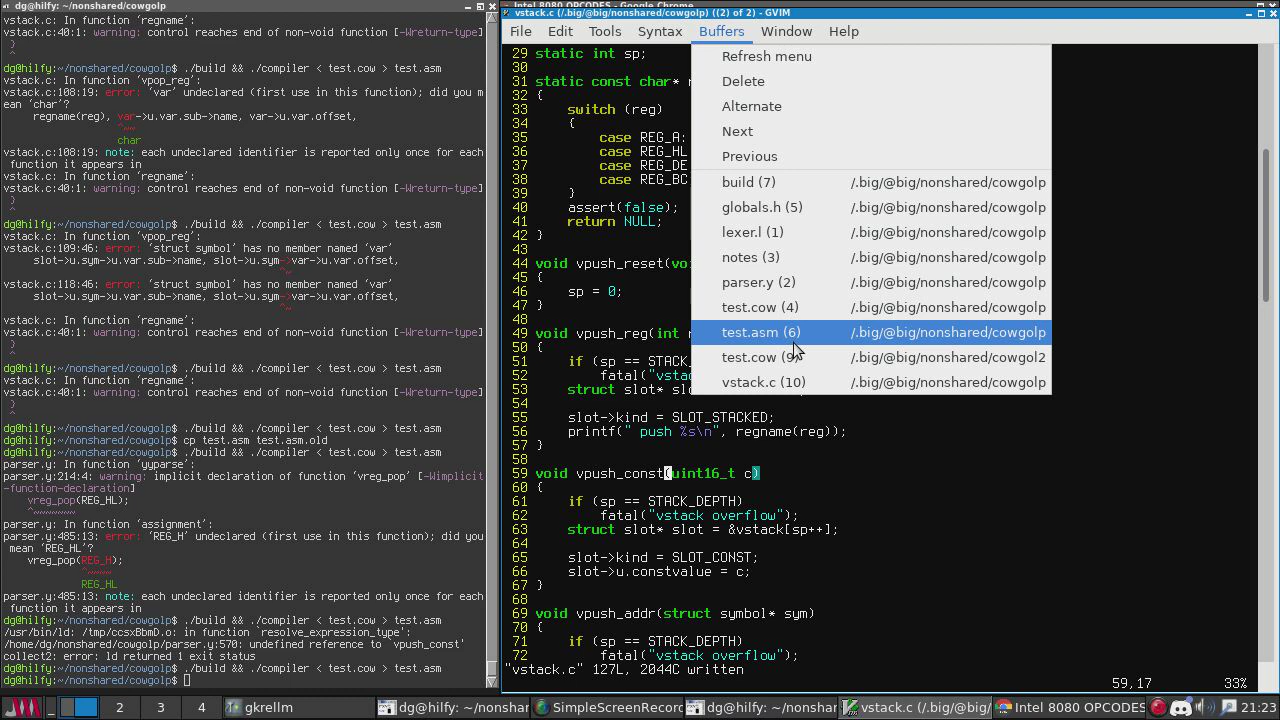 dg@hilfy: ~/nonshared/cowgolp
vstack.c: In function ‘regname’:
vstack.c:40:1: warning: control reaches end of non-void function [-Wreturn-type]
 }
 ^
dg@hilfy:~/nonshared/cowgolp$ ./build && ./compiler < test.cow > test.asm
vstack.c: In function ‘vpop_reg’:
vstack.c:108:19: error: ‘var’ undeclared (first use in this function); did you m
ean ‘char’?
     regname(reg), var->u.var.sub->name, var->u.var.offset,
                   ^~~
                   char
vstack.c:108:19: note: each undeclared identifier is reported only once for each
 function it appears in
vstack.c: In function ‘regname’:
vstack.c:40:1: warning: control reaches end of non-void function [-Wreturn-type]
 }
 ^
dg@hilfy:~/nonshared/cowgolp$ ./build && ./compiler < test.cow > test.asm
vstack.c: In function ‘vpop_reg’:
vstack.c:109:46: error: ‘struct symbol’ has no member named ‘var’
     slot->u.sym->u.var.sub->name, slot->u.sym->var.offset,
                                              ^~
vstack.c:118:46: error: ‘struct symbol’ has no member named ‘var’
     slot->u.sym->u.var.sub->name, slot->u.sym->var.offset,
                                              ^~
vstack.c: In function ‘regname’:
vstack.c:40:1: warning: control reaches end of non-void function [-Wreturn-type]
 }
 ^
dg@hilfy:~/nonshared/cowgolp$ ./build && ./compiler < test.cow > test.asm
vstack.c: In function ‘regname’:
vstack.c:40:1: warning: control reaches end of non-void function [-Wreturn-type]
 }
 ^
dg@hilfy:~/nonshared/cowgolp$ ./build && ./compiler < test.cow > test.asm
dg@hilfy:~/nonshared/cowgolp$ cp test.asm test.asm.old
dg@hilfy:~/nonshared/cowgolp$ ./build && ./compiler < test.cow > test.asm
parser.y: In function ‘yyparse’:
parser.y:214:4: warning: implicit declaration of function ‘vreg_pop’ [-Wimplicit
-function-declaration]
    vreg_pop(REG_HL);
    ^~~~~~~~
parser.y: In function ‘assignment’:
parser.y:485:13: error: ‘REG_H’ undeclared (first use in this function); did you
 mean ‘REG_HL’?
    vreg_pop(REG_H);
             ^~~~~
             REG_HL
parser.y:485:13: note: each undeclared identifier is reported only once for each
 function it appears in
dg@hilfy:~/nonshared/cowgolp$ ./build && ./compiler < test.cow > test.asm
/usr/bin/ld: /tmp/ccsxBbmD.o: in function `resolve_expression_type':
/home/dg/nonshared/cowgolp/parser.y:570: undefined reference to `vpush_const'
collect2: error: ld returned 1 exit status
dg@hilfy:~/nonshared/cowgolp$ ./build && ./compiler < test.cow > test.asm
dg@hilfy:~/nonshared/cowgolp$
Intel 8080 OPCODES - Google Chrome
vstack.c (/.big/@big/nonshared/cowgolp) ((2) of 2) - GVIM
File Edit Tools Syntax Buffers Window Help
29 static int sp;
30
31 static const char* r
32 {
33     switch (reg)
34     {
35         case REG_A:
36         case REG_HL
37         case REG_DE
38         case REG_BC
39     }
40     assert(false);
41     return NULL;
42 }
43
44 void vpush_reset(voi
45 {
46     sp = 0;
47 }
48
49 void vpush_reg(int r
50 {
51     if (sp == STACK_
52         fatal("vstac
53     struct slot* slo
54
55     slot->kind = SLOT_STACKED;
56     printf(" push %s\n", regname(reg));
57 }
58
59 void vpush_const(uint16_t c)
60 {
61     if (sp == STACK_DEPTH)
62         fatal("vstack overflow");
63     struct slot* slot = &vstack[sp++];
64
65     slot->kind = SLOT_CONST;
66     slot->u.constvalue = c;
67 }
68
69 void vpush_addr(struct symbol* sym)
70 {
71     if (sp == STACK_DEPTH)
72         fatal("vstack overflow");
"vstack.c" 127L, 2044C written
59,17 33%
Refresh menu
Delete
Alternate
Next
Previous
build (7) /.big/@big/nonshared/cowgolp
globals.h (5) /.big/@big/nonshared/cowgolp
lexer.l (1) /.big/@big/nonshared/cowgolp
notes (3) /.big/@big/nonshared/cowgolp
parser.y (2) /.big/@big/nonshared/cowgolp
test.cow (4) /.big/@big/nonshared/cowgolp
test.asm (6) /.big/@big/nonshared/cowgolp
test.cow (9) /.big/@big/nonshared/cowgol2
vstack.c (10) /.big/@big/nonshared/cowgolp
2 3 4 gkrellm dg@hilfy: ~/nonshar SimpleScreenRecord dg@hilfy: ~/nonshar vstack.c (/.big/@big/ Intel 8080 OPCODES 21:23